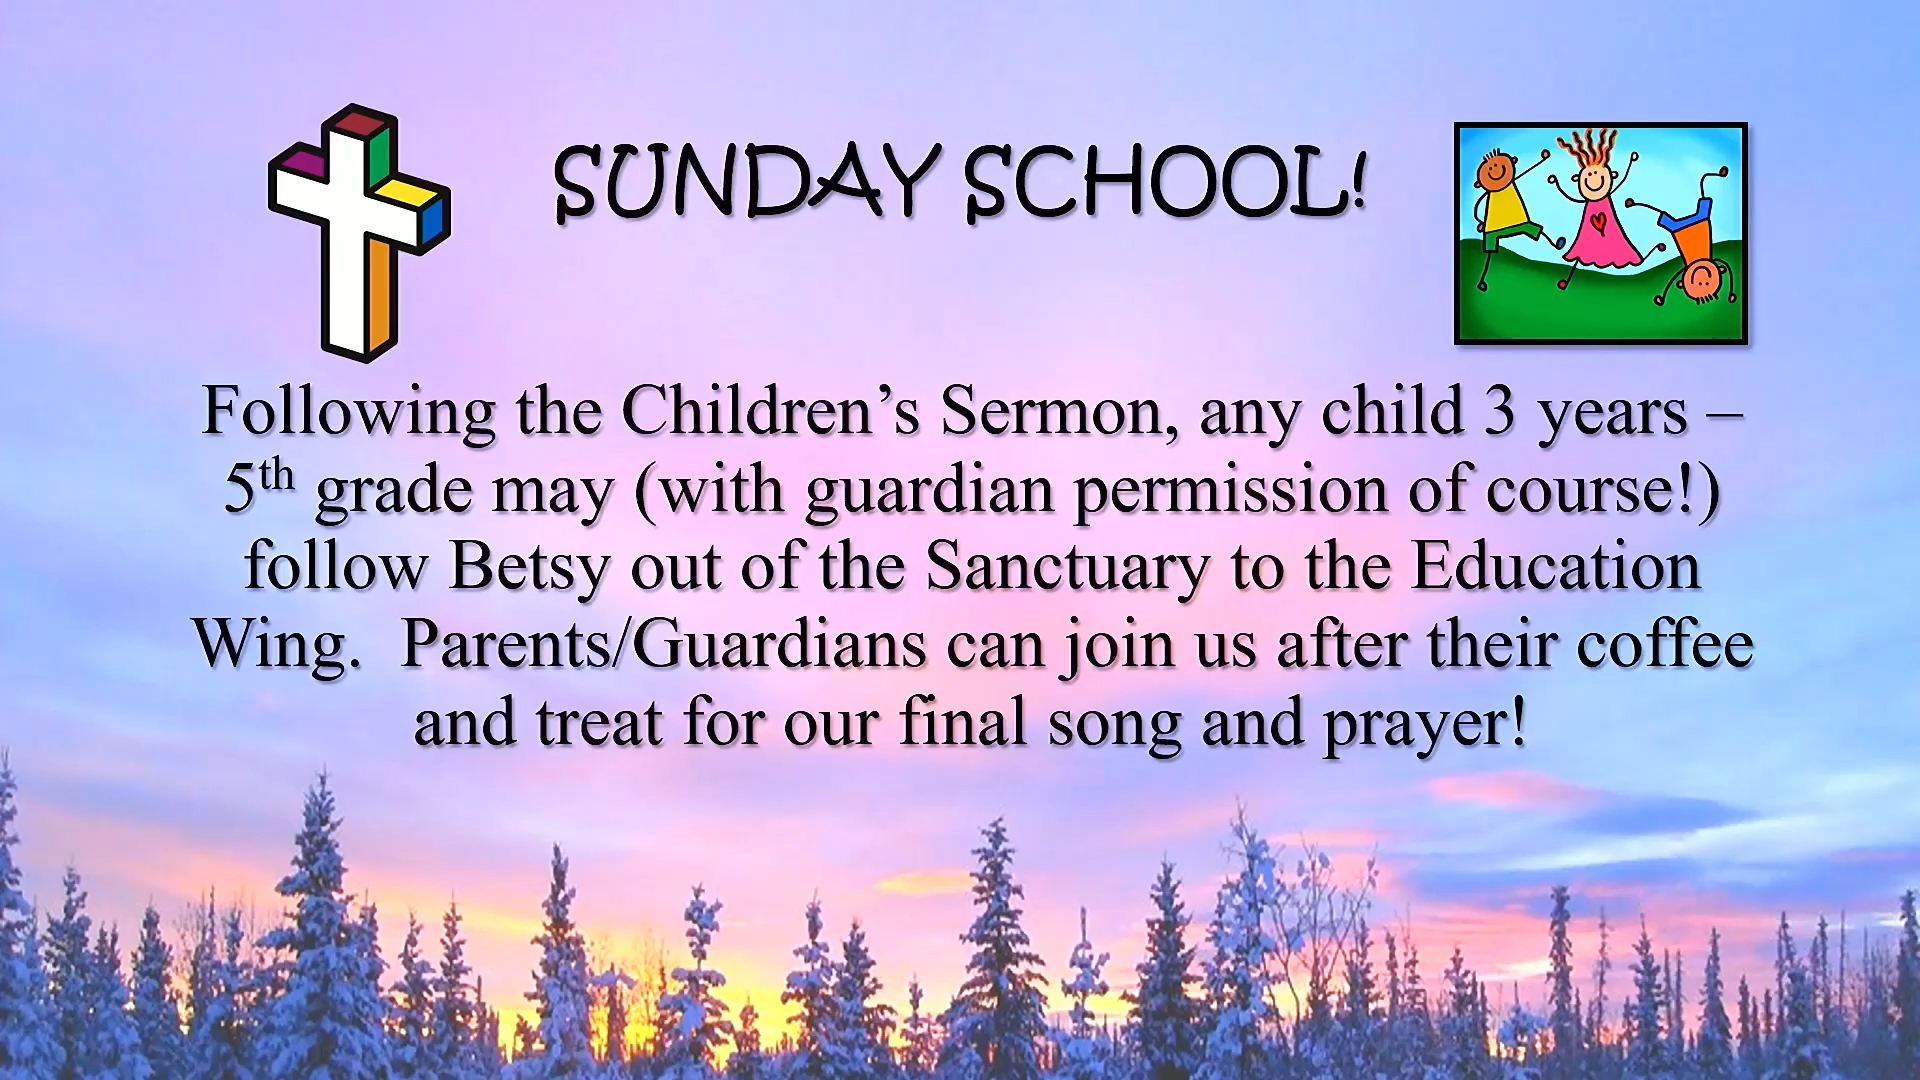 SUNDAY SCHOOL!
Following the Children’s Sermon, any child 3 years –
5th grade may (with guardian permission of course!)
follow Betsy out of the Sanctuary to the Education
Wing.  Parents/Guardians can join us after their coffee
and treat for our final song and prayer!